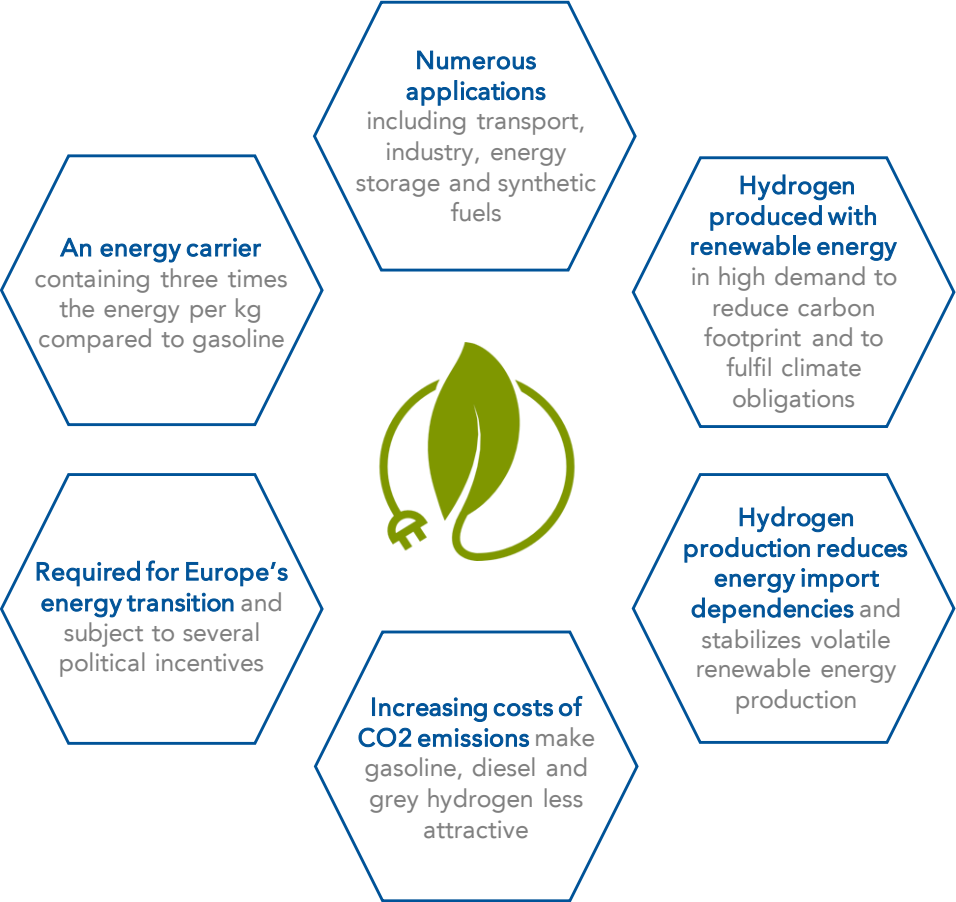 Numerous
applications
including transport,
industry, energy
storage and synthetic
fuels
Hydrogen
produced with
renewable energy
in high demand to
reduce carbon
footprint and to
fulfil climate
obligations
Hydrogen
production reduces
energy import
dependencies and
stabilizes volatile
renewable energy
production
Increasing costs of
CO2 emissions make
gasoline, diesel and
grey hydrogen less
attractive
Required for Europe’s
energy transition and
subject to several
political incentives
An energy carrier
containing three times
the energy per kg
compared to gasoline